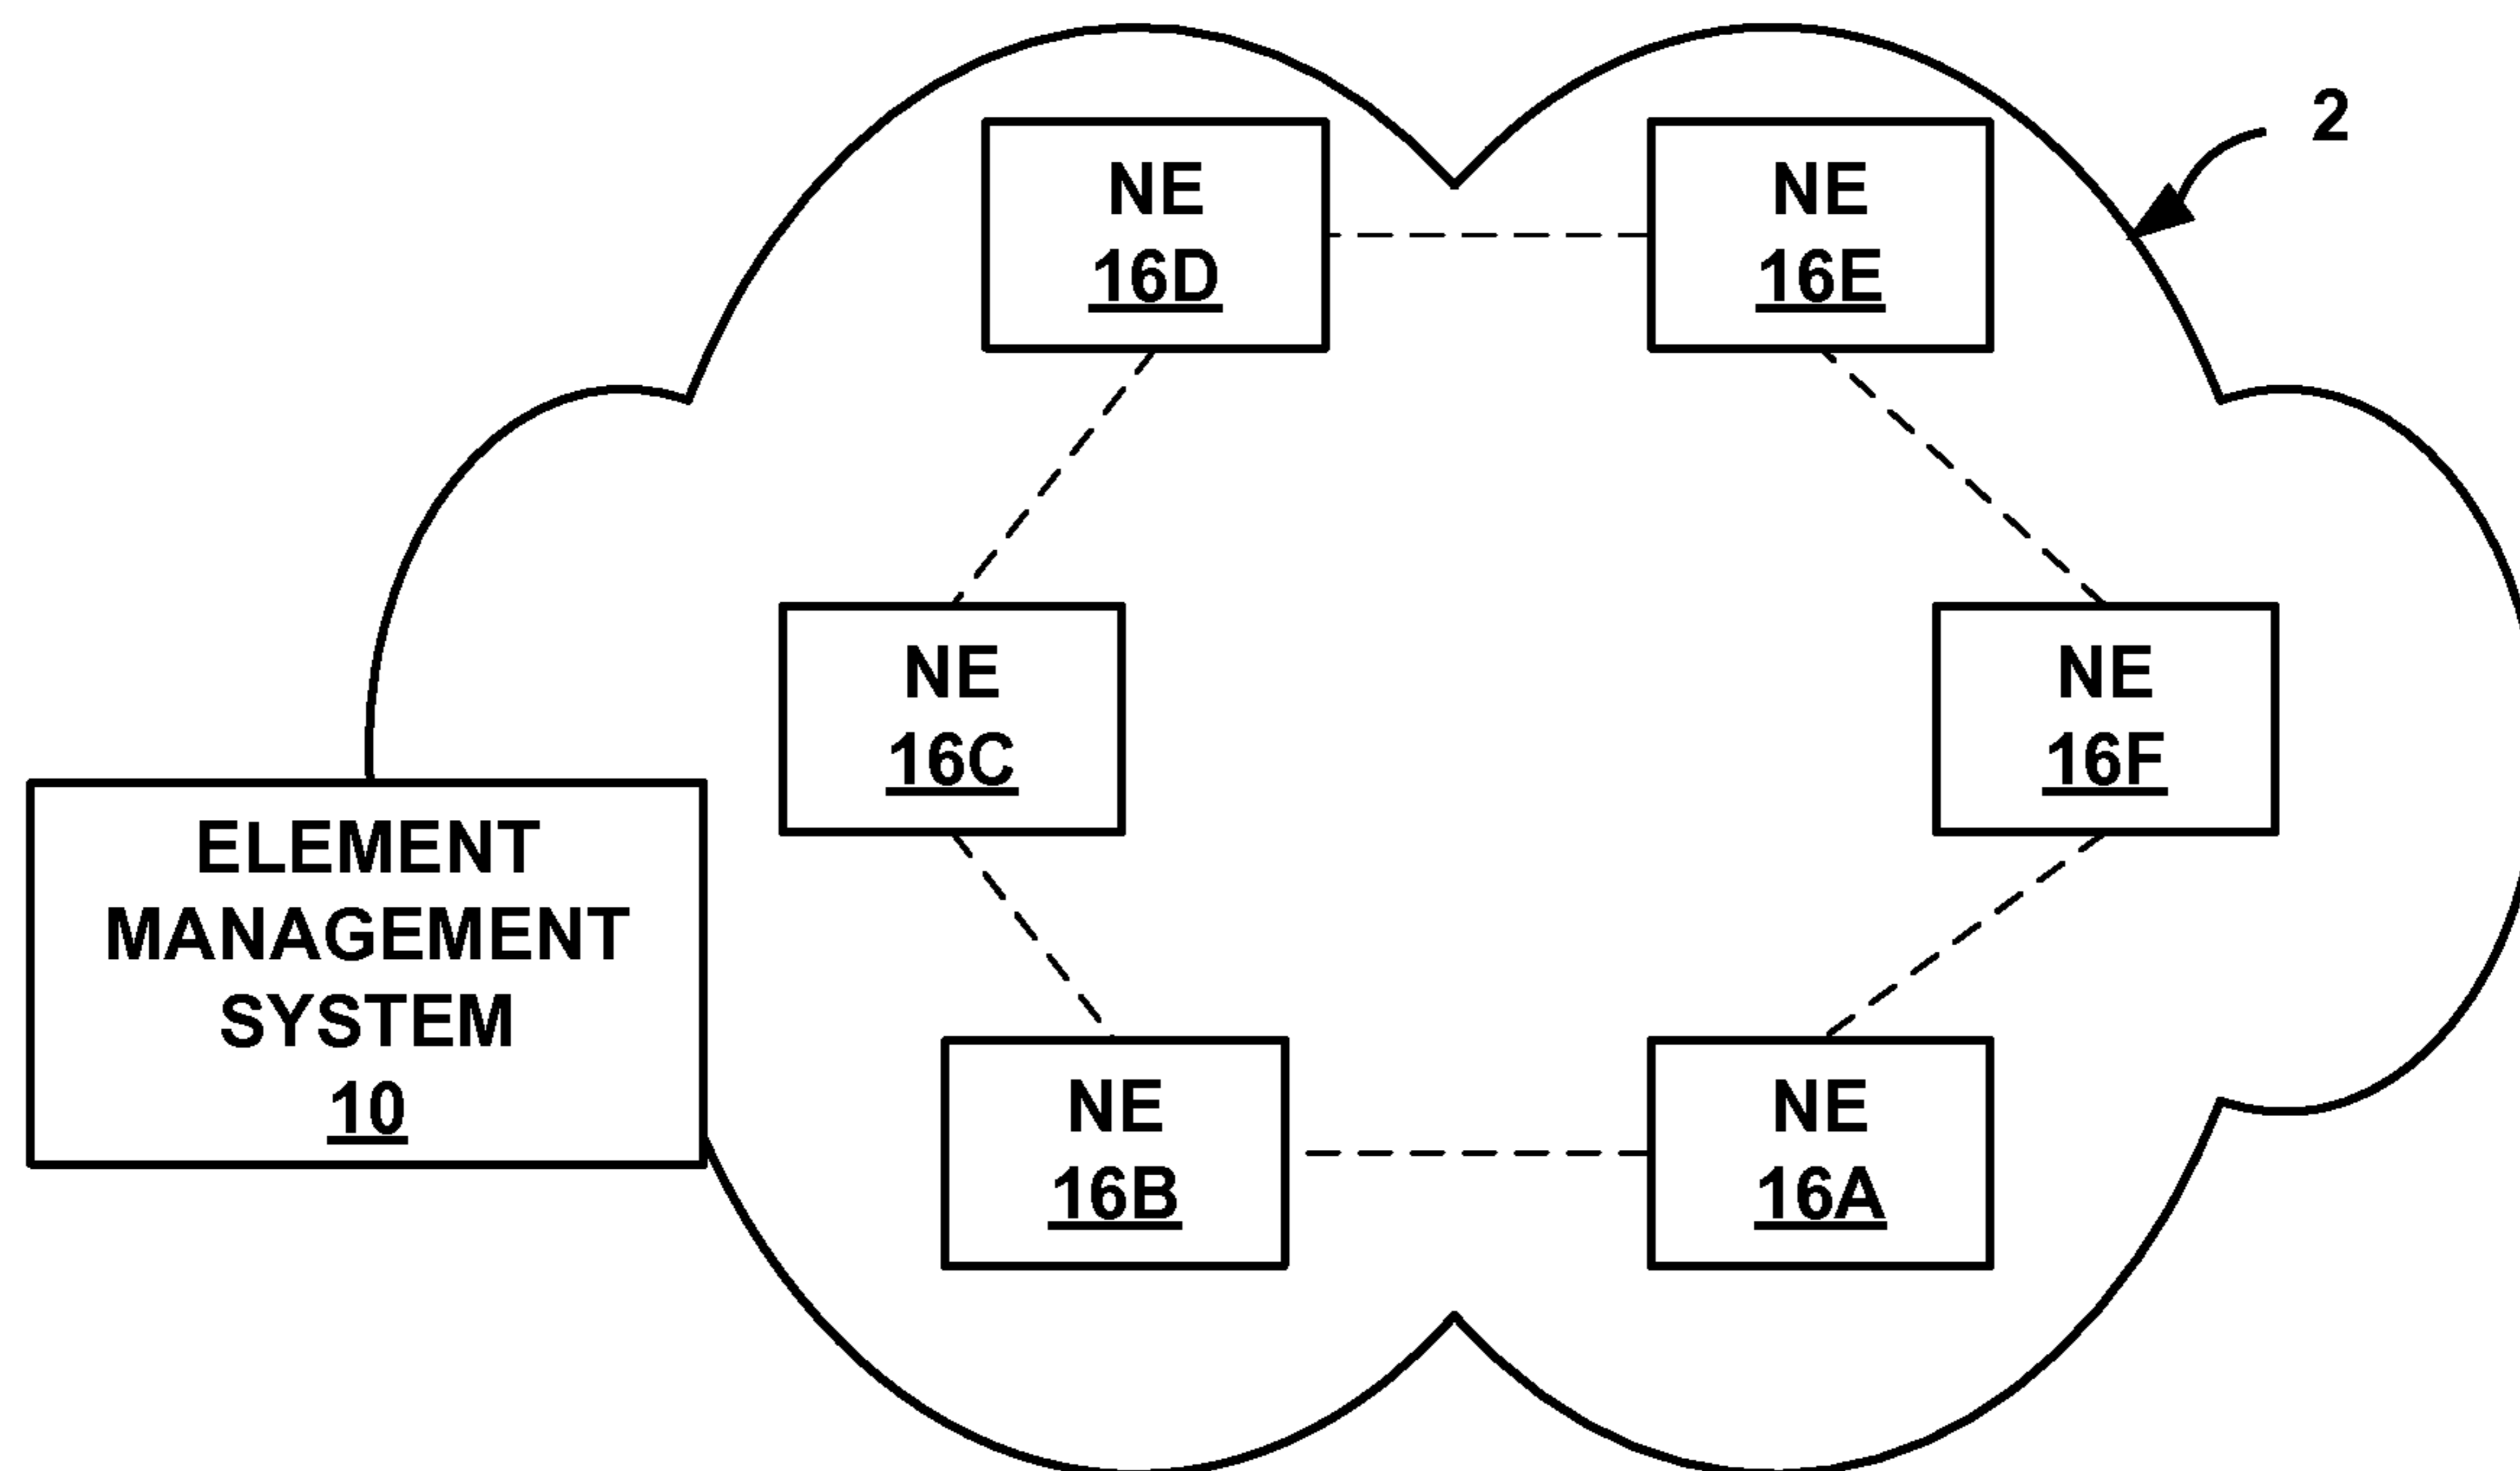 2
NE
16D
NE
16E
NE
16C
NE
16F
ELEMENT
MANAGEMENT
SYSTEM
10
NE
16B
NE
16A